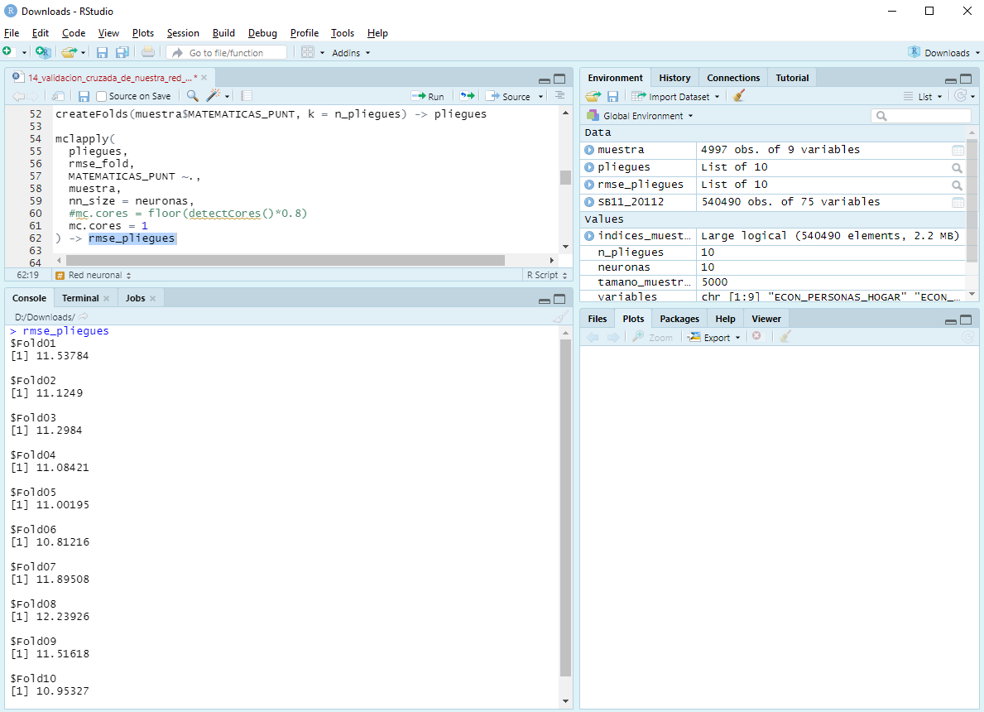 Downloads - RStudio
File Edit Code View Plots Session Build Debug Profile Tools Help
Go to file/function Addins Downloads
14_validacion_cruzada_de_nuestra_red_...*
Source on Save Run Source
52 createFolds(muestra$MATEMATICAS_PUNT, k = n_pliegues) -> pliegues
53
54 mclapply(
55 pliegues,
56 rmse_fold,
57 MATEMATICAS_PUNT ~.,
58 muestra,
59 nn_size = neuronas,
60 #mc.cores = floor(detectCores()*0.8)
61 mc.cores = 1
62 ) -> rmse_pliegues
63
64
62:19 # Red neuronal R Script
Console Terminal Jobs
D:/Downloads/
> rmse_pliegues
$Fold01
[1] 11.53784
$Fold02
[1] 11.1249
$Fold03
[1] 11.2984
$Fold04
[1] 11.08421
$Fold05
[1] 11.00195
$Fold06
[1] 10.81216
$Fold07
[1] 11.89508
$Fold08
[1] 12.23926
$Fold09
[1] 11.51618
$Fold10
[1] 10.95327
Environment History Connections Tutorial
Import Dataset List
Global Environment
Data
muestra 4997 obs. of 9 variables
pliegues List of 10
rmse_pliegues List of 10
SB11_20112 540490 obs. of 75 variables
Values
indices_muest... Large logical (540490 elements, 2.2 MB)
n_pliegues 10
neuronas 10
tamano_muestr... 5000
variables chr [1:9] "ECON_PERSONAS_HOGAR" "ECON_...
Files Plots Packages Help Viewer
Zoom Export